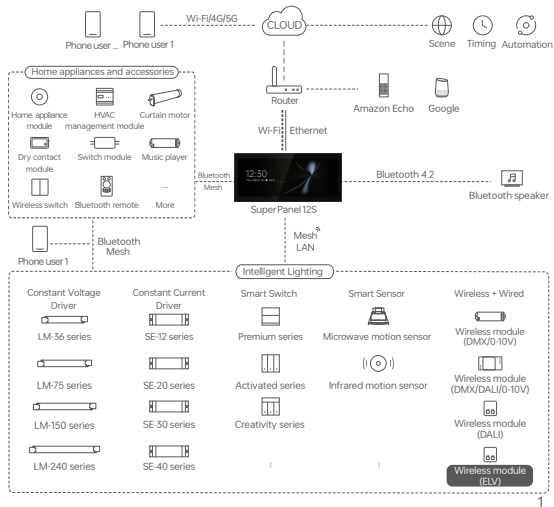 Wi-Fi/4G/5G
CLOUD
Phone user ...
Phone user 1
Scene
Timing
Automation
Home appliances and accessories
Router
Amazon Echo
Google
Home appliance
module
HVAC
management module
Curtain motor
Wi-Fi
Ethernet
Dry contact
module
Switch module
Music player
Bluetooth
Mesh
12:30
Bluetooth 4.2
Bluetooth speaker
Wireless switch
Bluetooth remote
...
More
Super Panel 12S
Phone user 1
Bluetooth
Mesh
Mesh
LAN
Intelligent Lighting
Constant Voltage
Driver
Constant Current
Driver
Smart Switch
Smart Sensor
Wireless + Wired
LM-36 series
SE-12 series
Premium series
Microwave motion sensor
Wireless module
(DMX/0-10V)
LM-75 series
SE-20 series
Activated series
Infrared motion sensor
Wireless module
(DMX/DALI/0-10V)
LM-150 series
SE-30 series
Creativity series
Wireless module
(DALI)
LM-240 series
SE-40 series
Wireless module
(ELV)
1